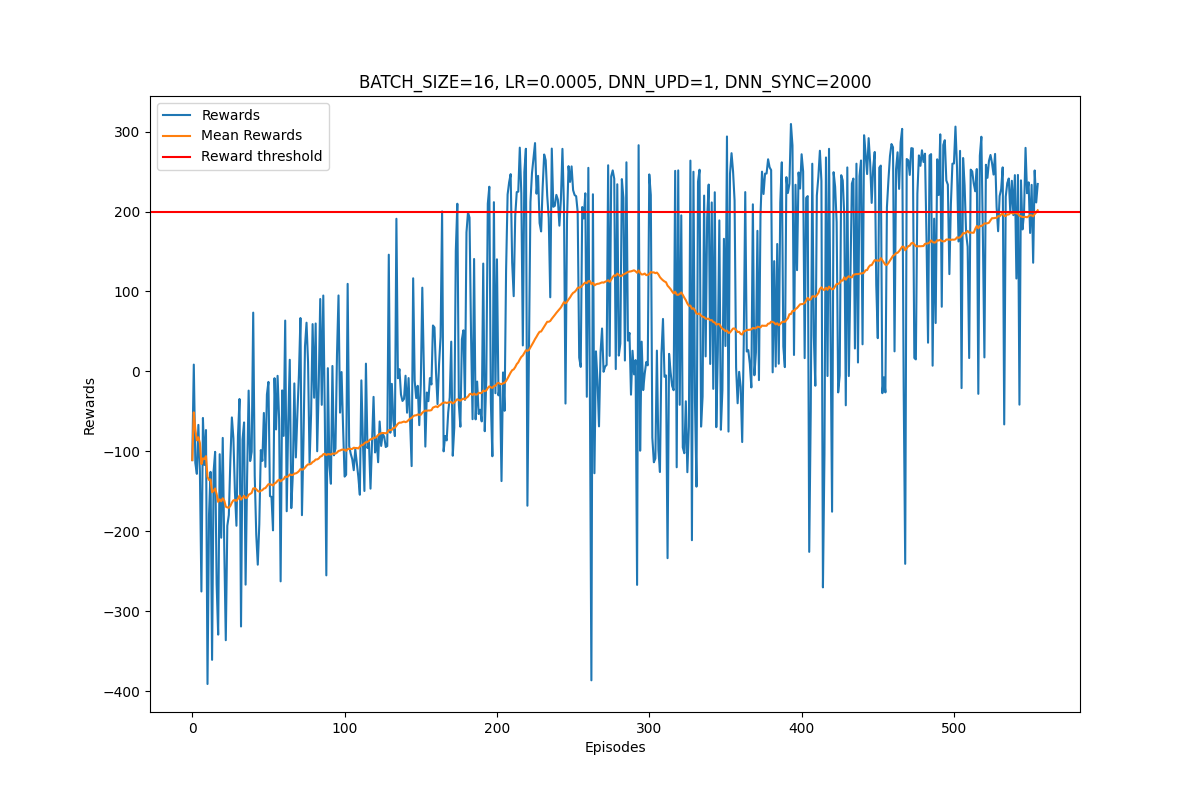 BATCH_SIZE=16, LR=0.0005, DNN_UPD=1, DNN_SYNC=2000
Rewards
Mean Rewards
Reward threshold
300
200
100
0
−100
−200
−300
−400
Rewards
0 100 200 300 400 500
Episodes